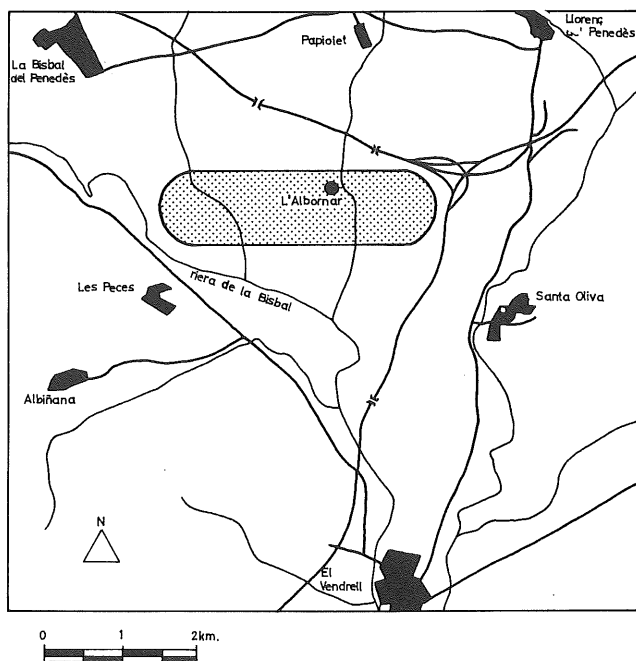 La Bisbal
del Penedès
Papiolet
Llorenç
Penedès
L'Albornar
riera de la Bisbal
Les Peces
Santa Oliva
Albiñana
N
El
Vendrell
0 1 2km.